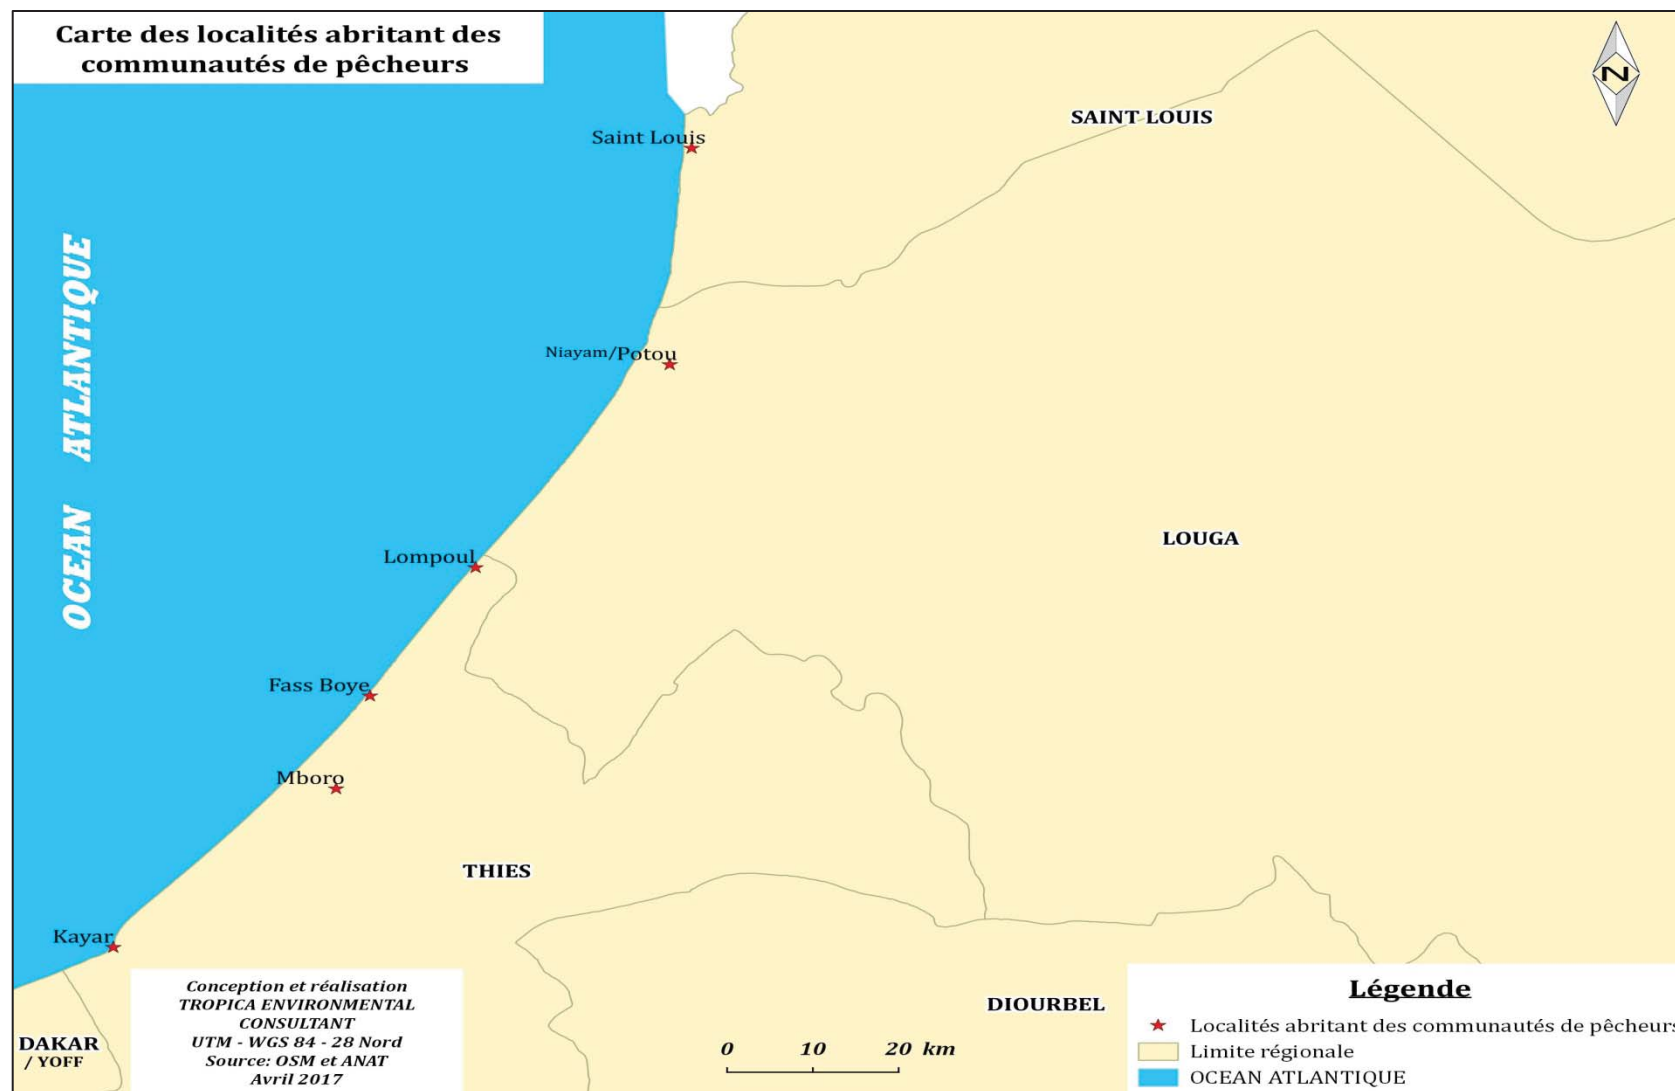 Carte des localités abritant des
communautés de pêcheurs
N
SAINT LOUIS
Saint Louis
OCEAN ATLANTIQUE
Niayam/Potou
LOUGA
Lompoul
Fass Boye
Mboro
THIES
Kayar
Conception et réalisation
TROPICA ENVIRONMENTAL
CONSULTANT
UTM - WGS 84 - 28 Nord
Source: OSM et ANAT
Avril 2017
DAKAR
/ YOFF
0 10 20 km
DIOURBEL
Légende
Localités abritant des communautés de pêcheurs
Limite régionale
OCEAN ATLANTIQUE